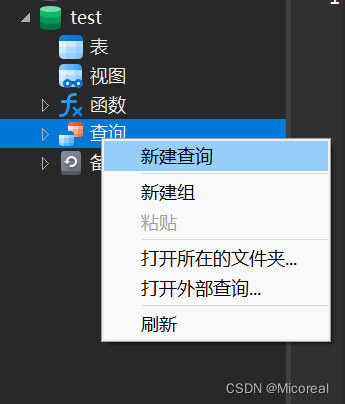 test
表
视图
函数
查询
备
新建查询
新建组
粘贴
打开所在的文件夹...
打开外部查询...
刷新
CSDN @Micoreal